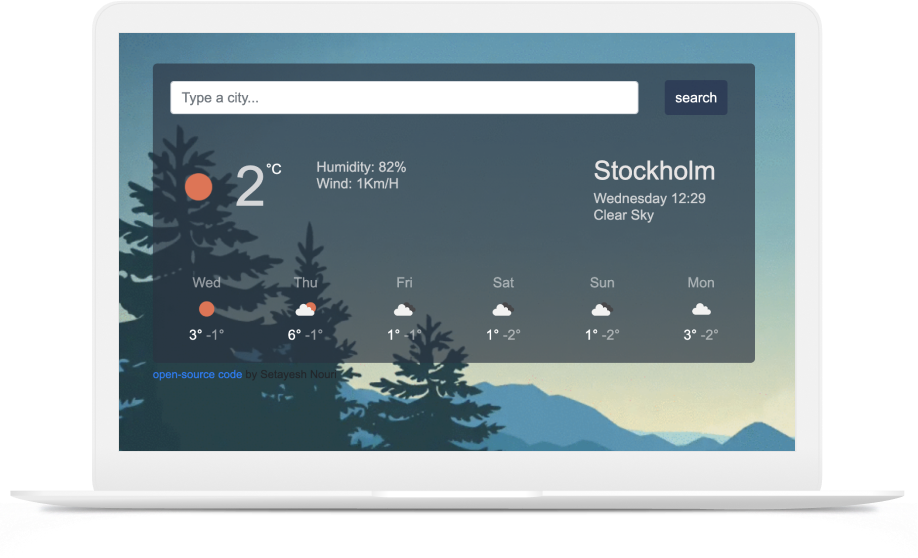 Type a city...
search
2°C
Humidity: 82%
Wind: 1Km/H
Stockholm
Wednesday 12:29
Clear Sky
Wed Thu Fri Sat Sun Mon
3° -1° 6° -1° 1° -1° 1° -2° 1° -2° 3° -2°
open-source code by Setayesh Nouri